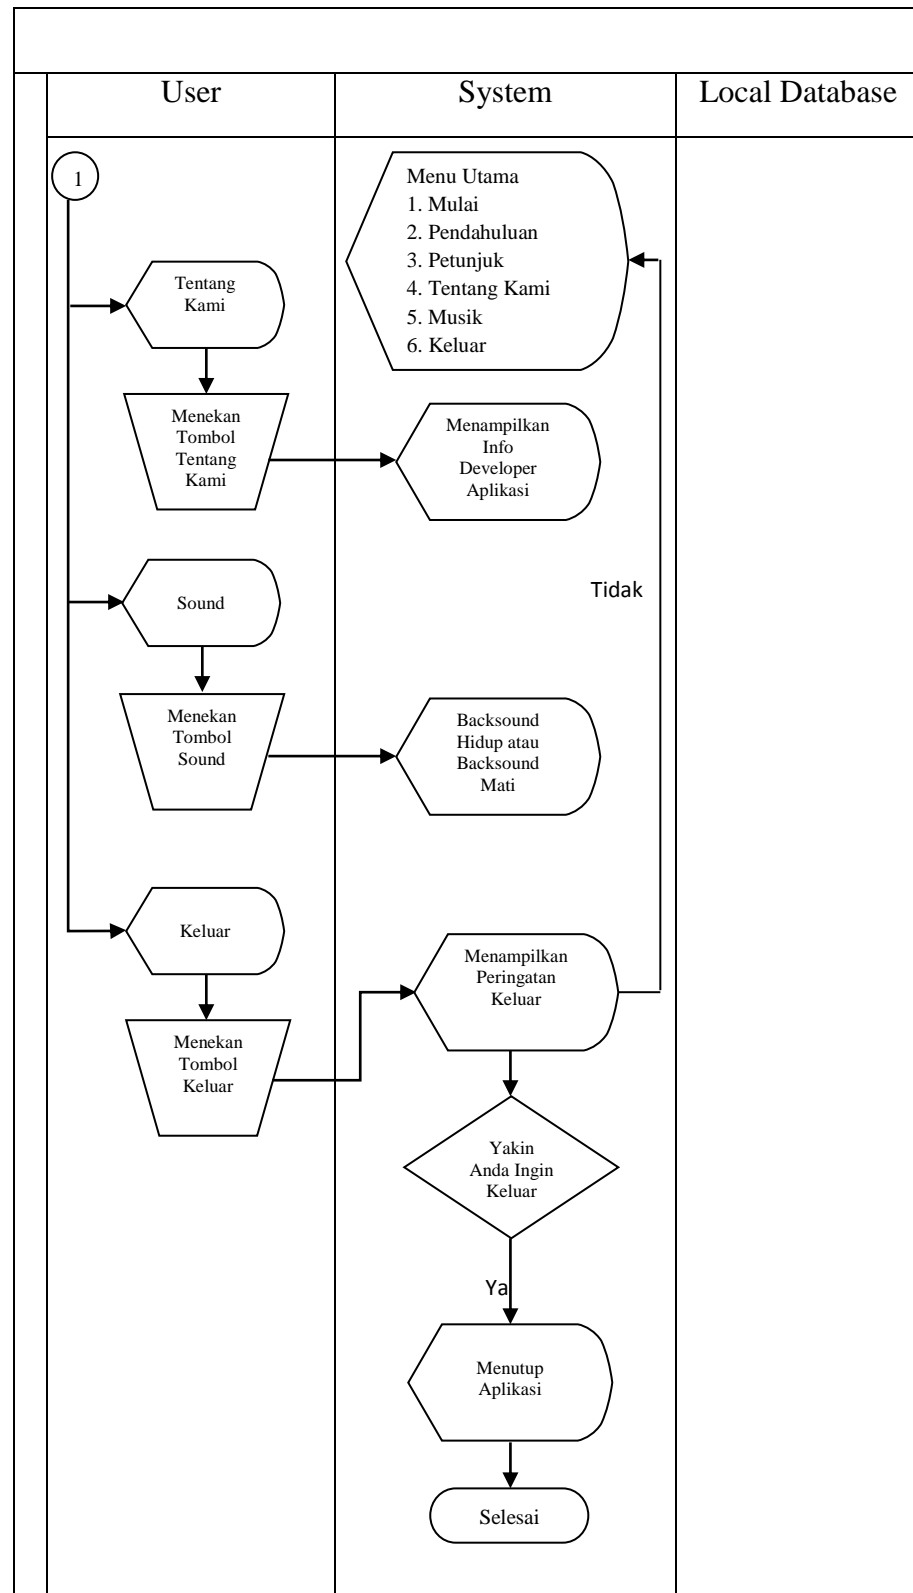 User
System
Local Database
1
Menu Utama
1. Mulai
2. Pendahuluan
3. Petunjuk
4. Tentang Kami
5. Musik
6. Keluar
Tentang
Kami
Menekan
Tombol
Tentang
Kami
Menampilkan
Info
Developer
Aplikasi
Tidak
Sound
Menekan
Tombol
Sound
Backsound
Hidup atau
Backsound
Mati
Keluar
Menekan
Tombol
Keluar
Menampilkan
Peringatan
Keluar
Yakin
Anda Ingin
Keluar
Ya
Menutup
Aplikasi
Selesai